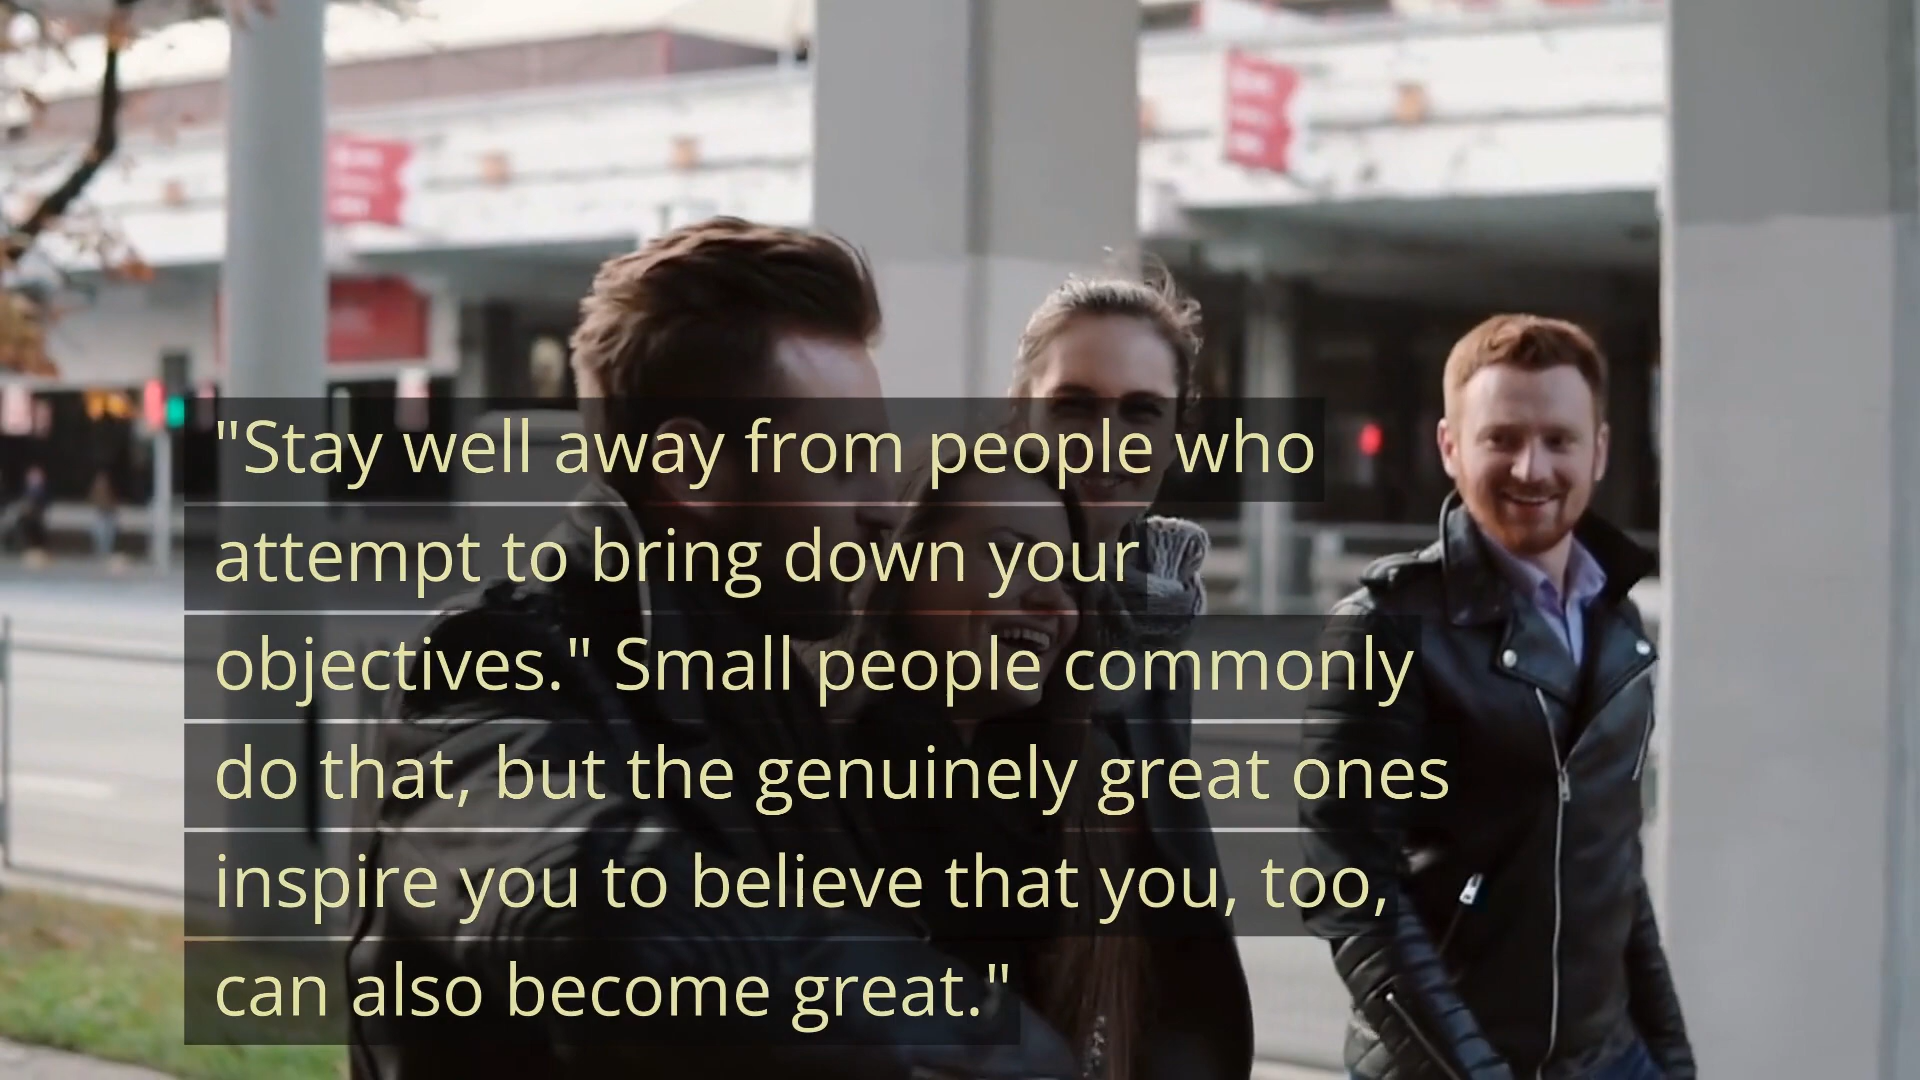 "Stay well away from people who
attempt to bring down your
objectives." Small people commonly
do that, but the genuinely great ones
inspire you to believe that you, too,
can also become great."